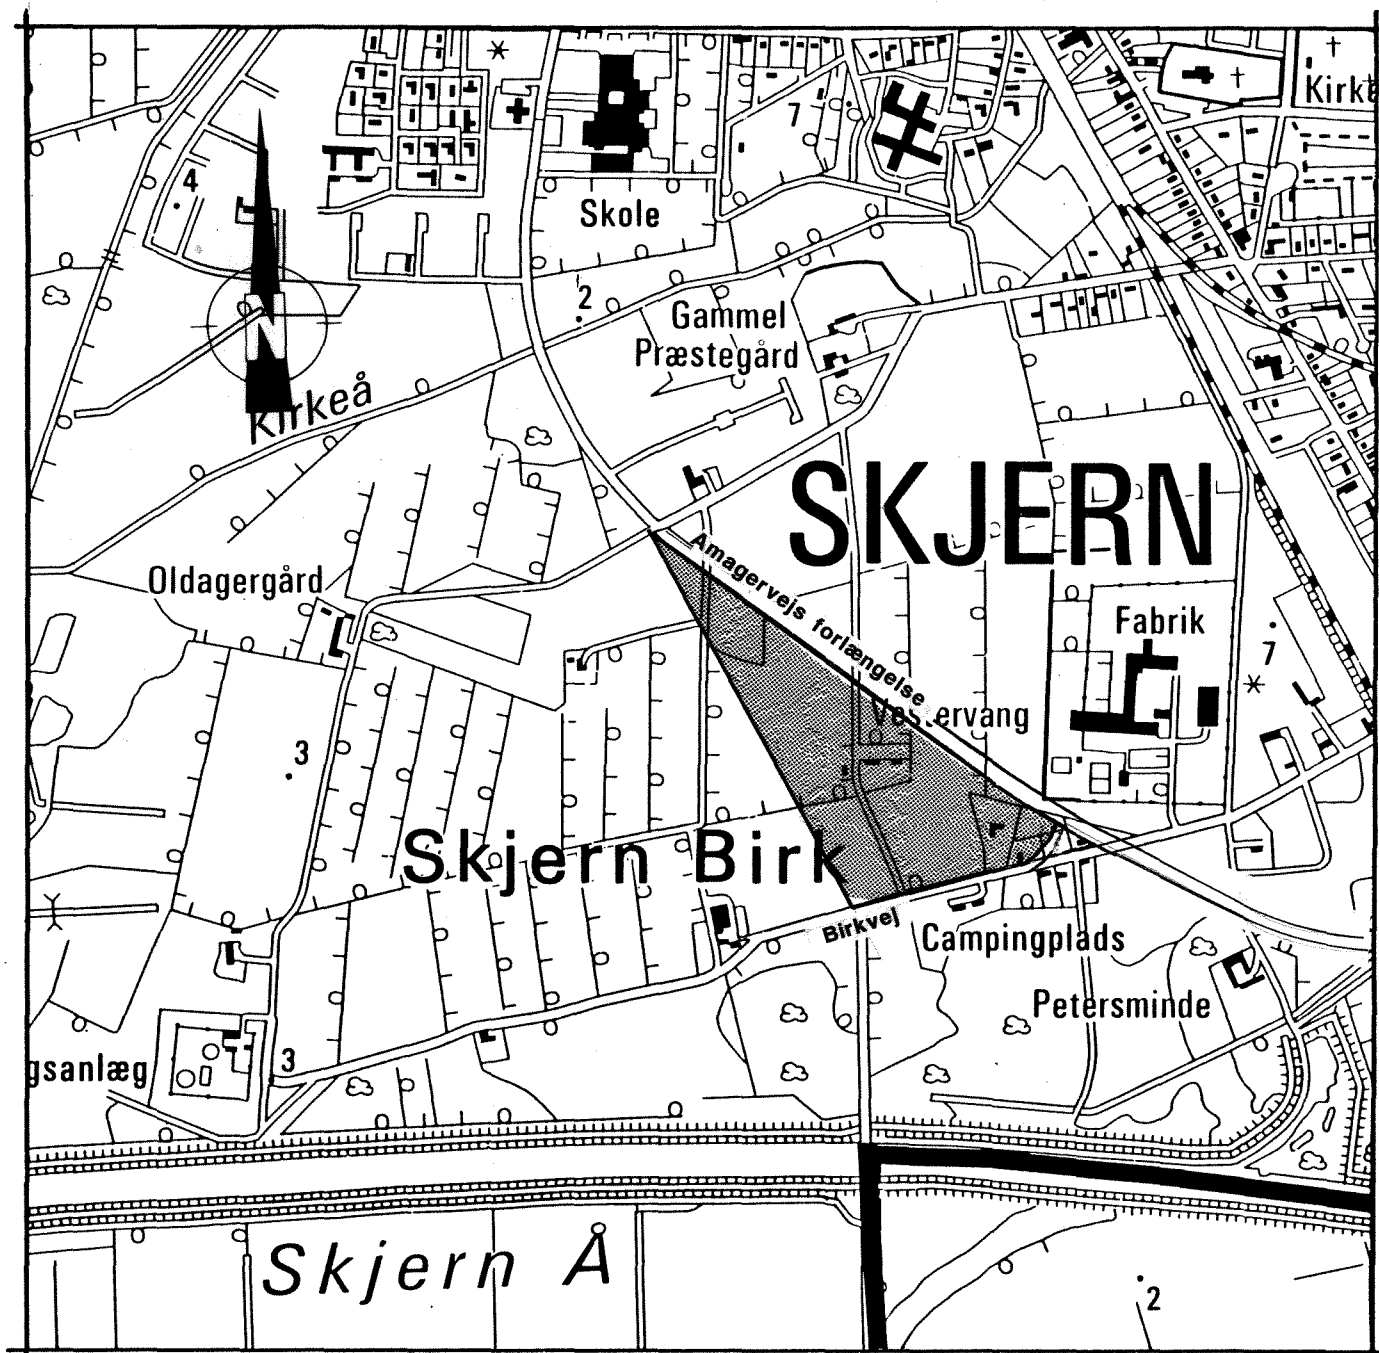 Kirke
7
4
Skole
2
Gammel
Præstegård
N
Kirkeå
SKJERN
Amagervejs forlængelse
Oldagergård
Fabrik
7
Vestervang
3
Skjern Birk
Birkvej
Campingplads
Petersminde
gsanlæg
3
Skjern Å
2